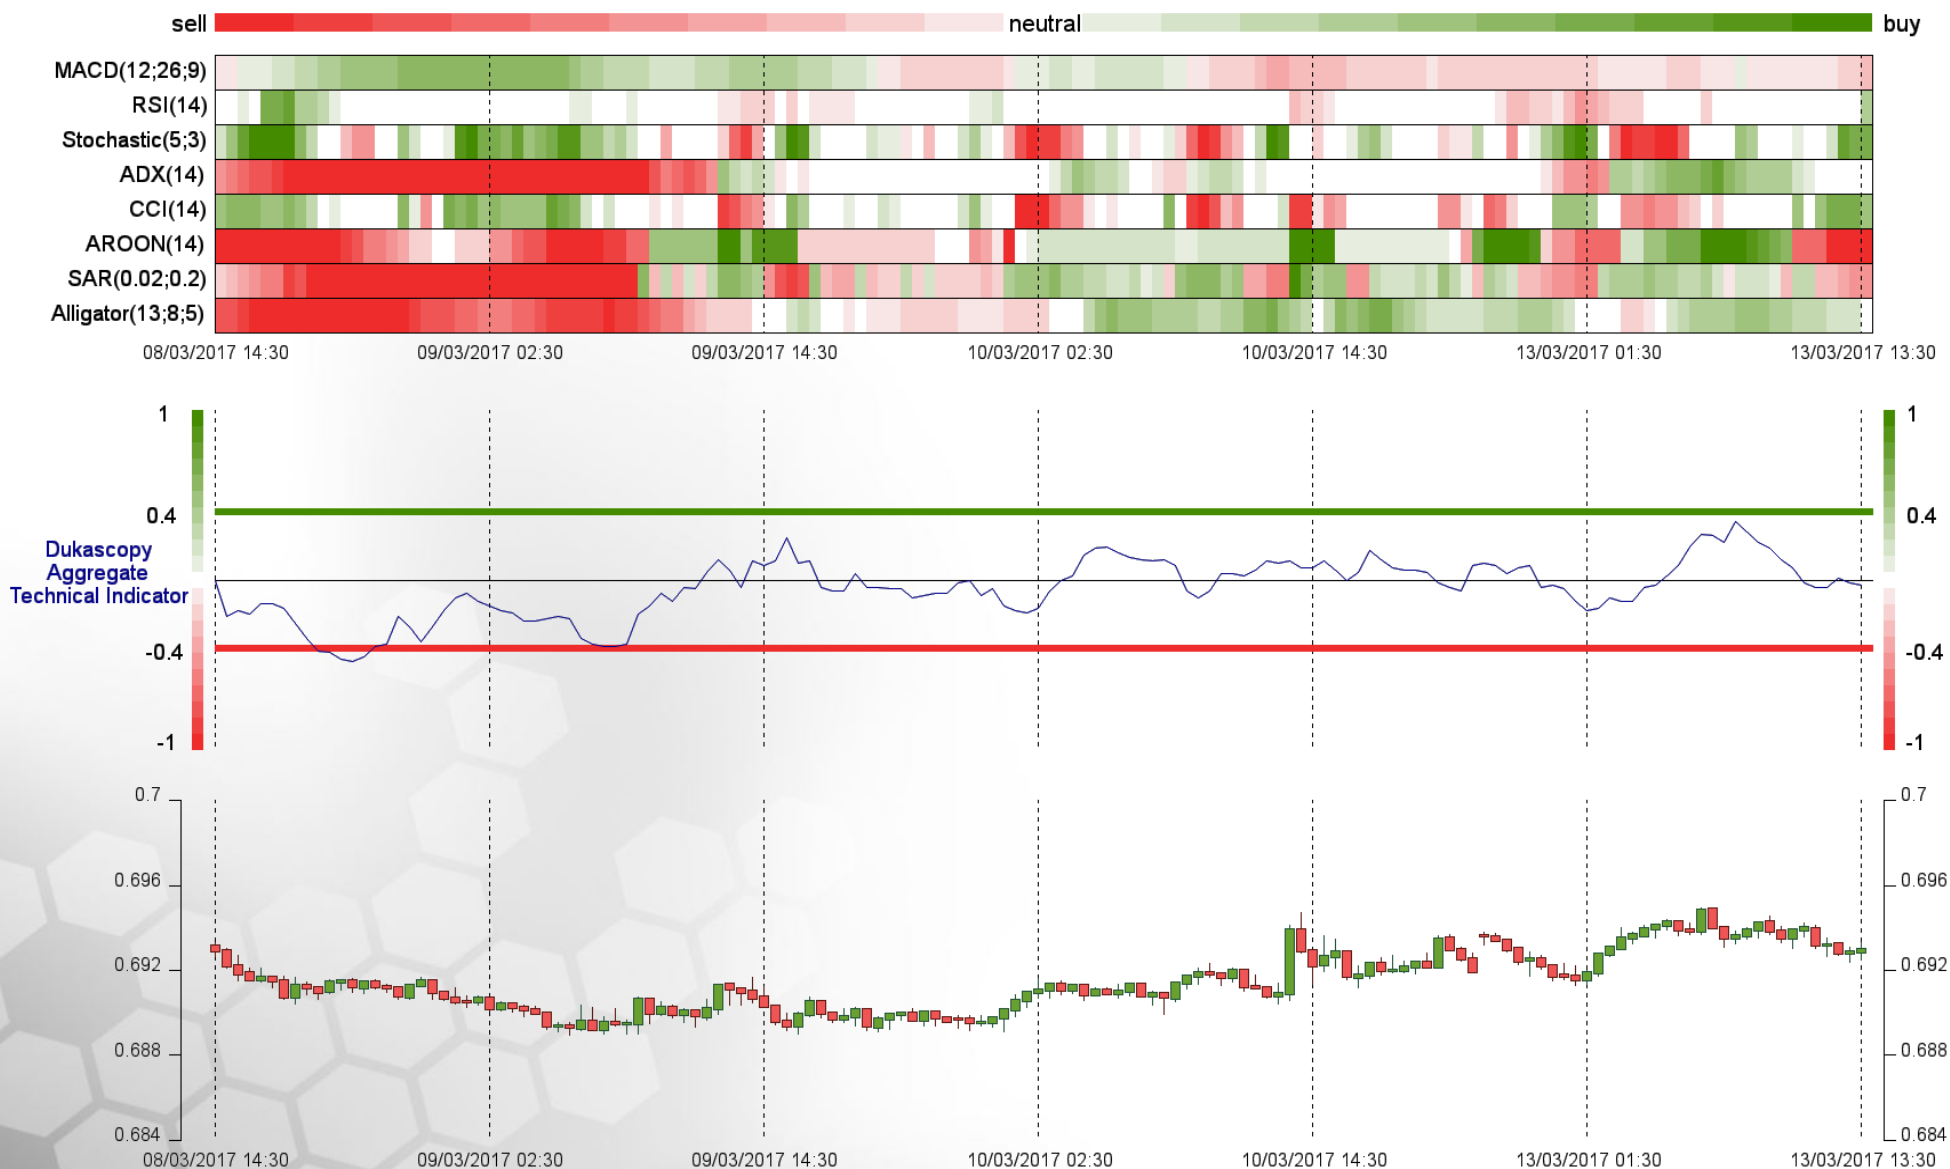 sell neutral buy
MACD(12;26;9)
RSI(14)
Stochastic(5;3)
ADX(14)
CCI(14)
AROON(14)
SAR(0.02;0.2)
Alligator(13;8;5)
08/03/2017 14:30 09/03/2017 02:30 09/03/2017 14:30 10/03/2017 02:30 10/03/2017 14:30 13/03/2017 01:30 13/03/2017 13:30
1 1
0.4 0.4
Dukascopy
Aggregate
Technical Indicator
-0.4 -0.4
-1 -1
0.7 0.7
0.696 0.696
0.692 0.692
0.688 0.688
0.684 0.684
08/03/2017 14:30 09/03/2017 02:30 09/03/2017 14:30 10/03/2017 02:30 10/03/2017 14:30 13/03/2017 01:30 13/03/2017 13:30